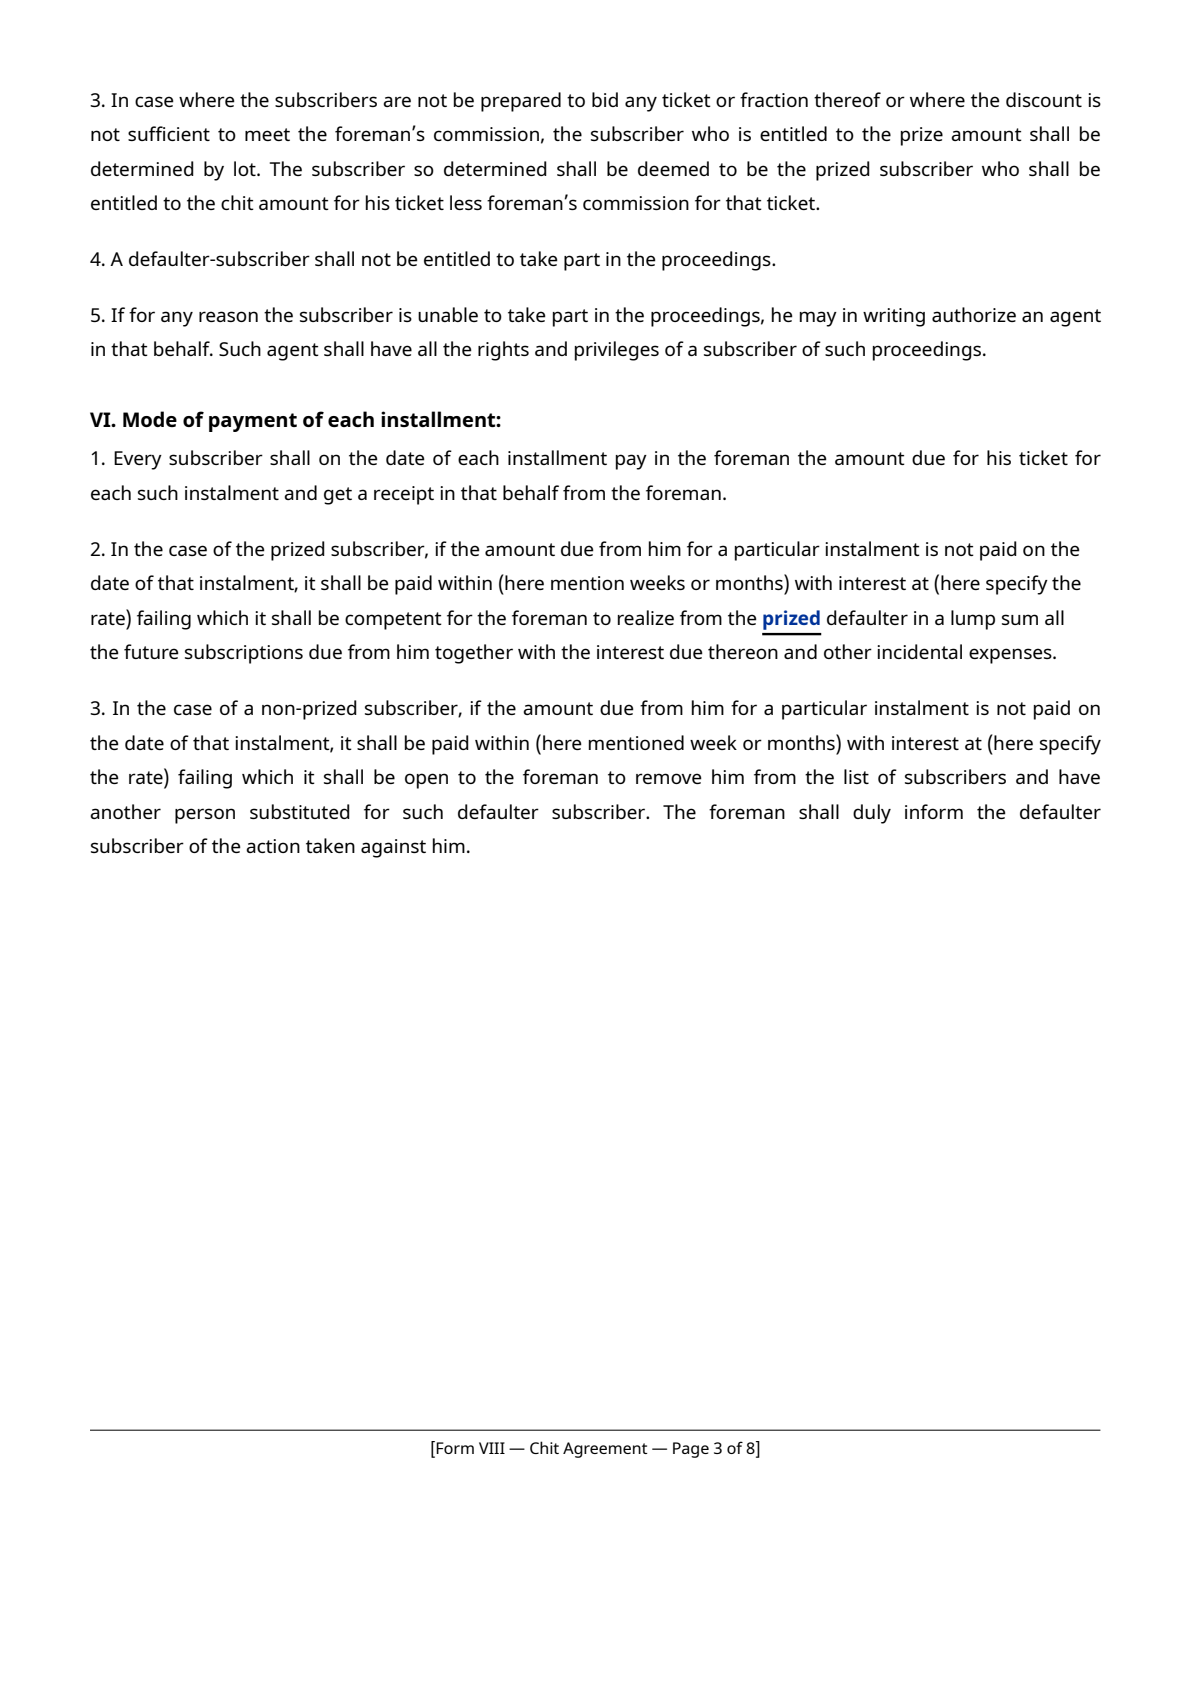 3. In case where the subscribers are not be prepared to bid any ticket or fraction thereof or where the discount is
not sufficient to meet the foreman's commission, the subscriber who is entitled to the prize amount shall be
determined by lot. The subscriber so determined shall be deemed to be the prized subscriber who shall be
entitled to the chit amount for his ticket less foreman's commission for that ticket.
4. A defaulter-subscriber shall not be entitled to take part in the proceedings.
5. If for any reason the subscriber is unable to take part in the proceedings, he may in writing authorize an agent
in that behalf. Such agent shall have all the rights and privileges of a subscriber of such proceedings.
VI. Mode of payment of each installment:
1. Every subscriber shall on the date of each installment pay in the foreman the amount due for his ticket for
each such instalment and get a receipt in that behalf from the foreman.
2. In the case of the prized subscriber, if the amount due from him for a particular instalment is not paid on the
date of that instalment, it shall be paid within (here mention weeks or months) with interest at (here specify the
rate) failing which it shall be competent for the foreman to realize from the prized defaulter in a lump sum all
the future subscriptions due from him together with the interest due thereon and other incidental expenses.
3. In the case of a non-prized subscriber, if the amount due from him for a particular instalment is not paid on
the date of that instalment, it shall be paid within (here mentioned week or months) with interest at (here specify
the rate) failing which it shall be open to the foreman to remove him from the list of subscribers and have
another person substituted for such defaulter subscriber. The foreman shall duly inform the defaulter
subscriber of the action taken against him.
[Form VIII — Chit Agreement — Page 3 of 8]